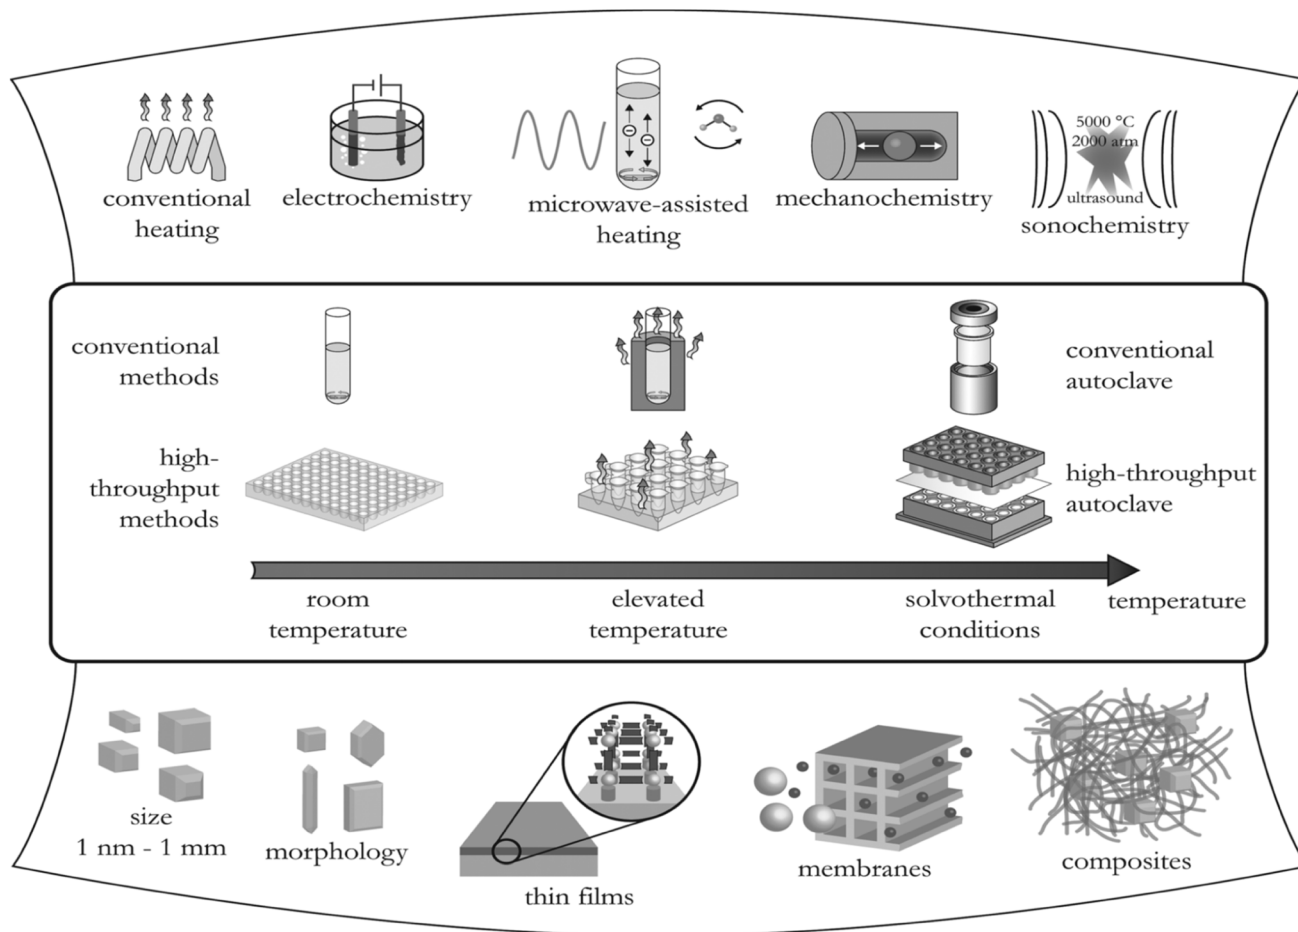 conventional
heating
electrochemistry
microwave-assisted
heating
mechanochemistry
5000 °C
2000 atm
ultrasound
sonochemistry
conventional
methods
conventional
autoclave
high-
throughput
methods
high-throughput
autoclave
room
temperature
elevated
temperature
solvothermal
conditions
temperature
size
1 nm - 1 mm
morphology
thin films
membranes
composites